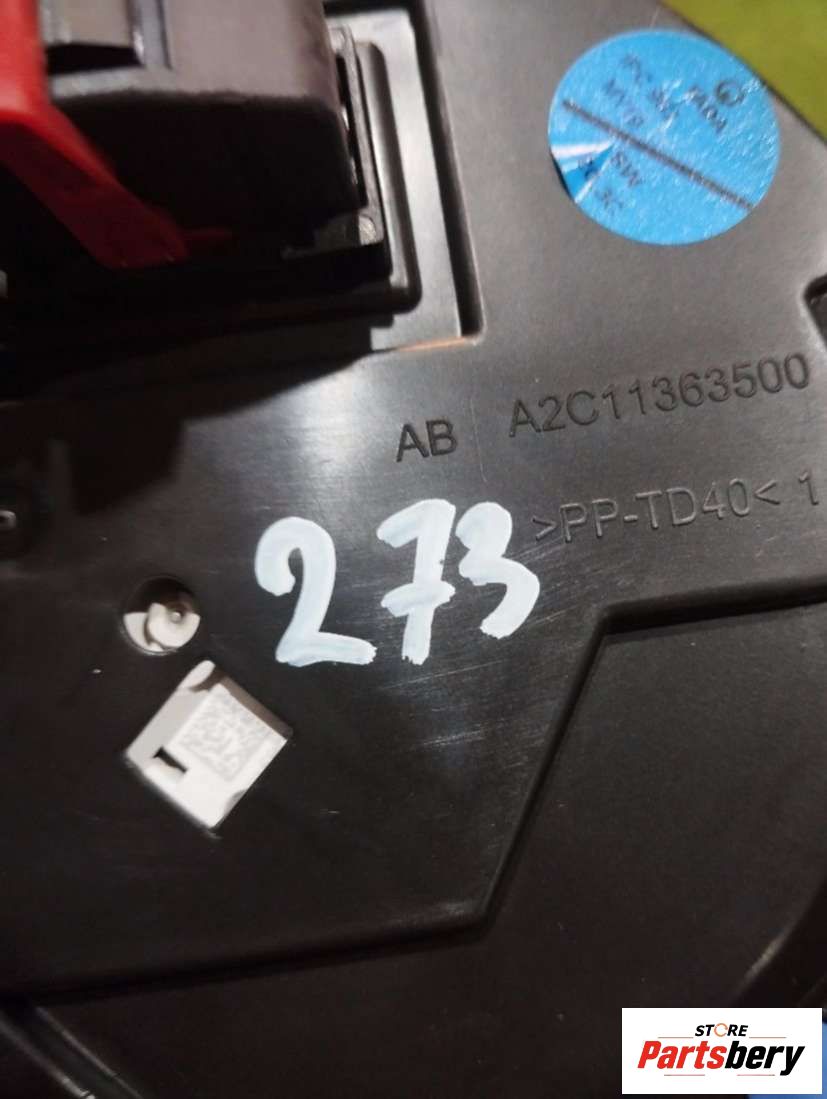 AB A2C11363500
>PP-TD40< 1
273
STORE
Partsbery